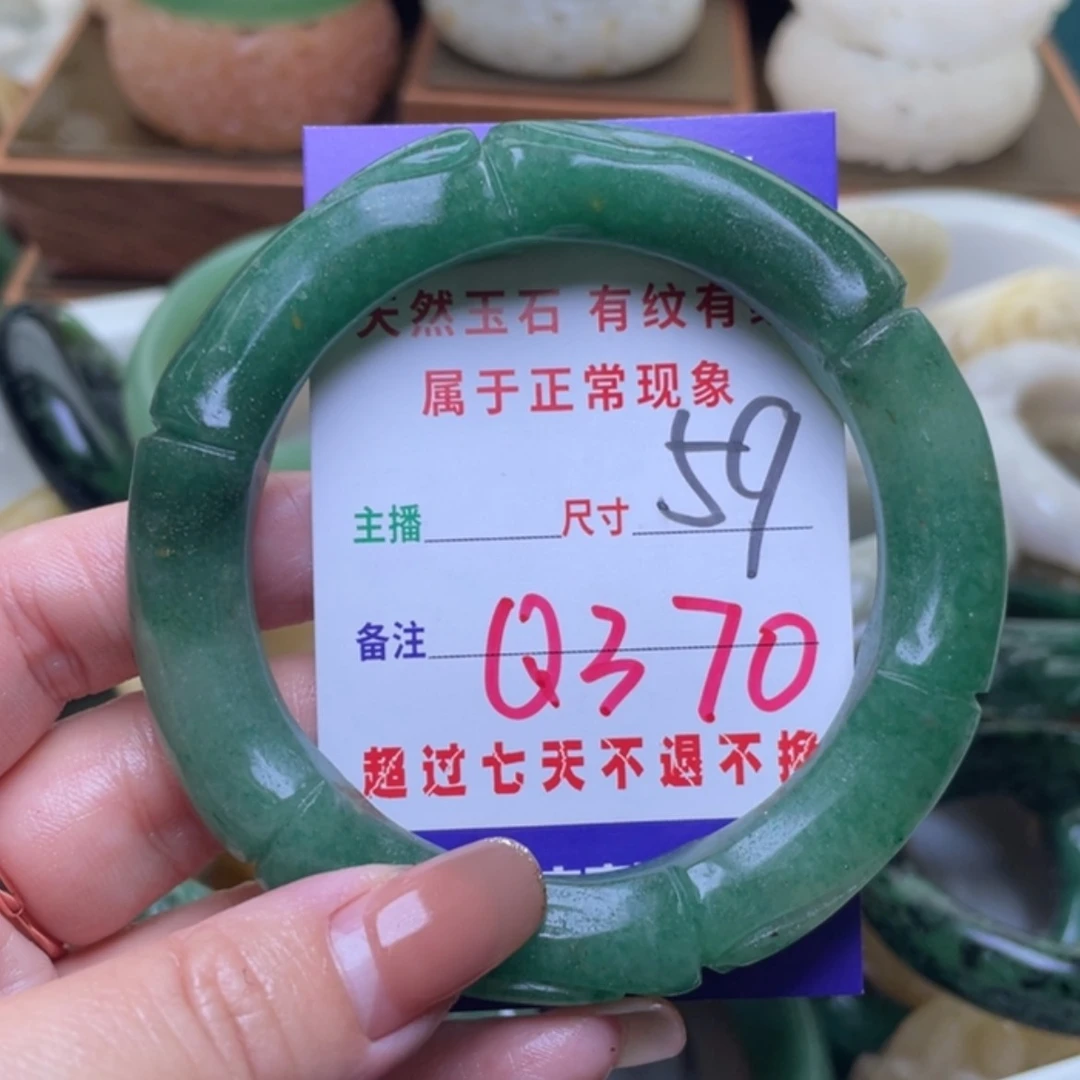 天然玉石 有纹有
属于正常现象
主播 尺寸 59
备注 Q370
超过七天不退不换